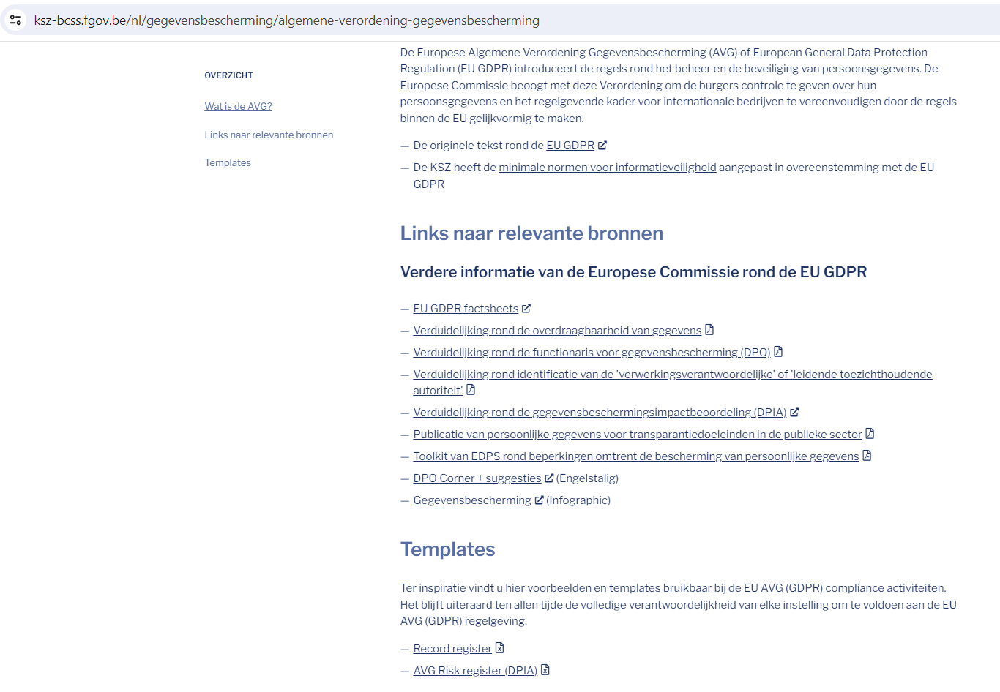 ksz-bcss.fgov.be/nl/gegevensbescherming/algemene-verordening-gegevensbescherming
OVERZICHT
Wat is de AVG?
Links naar relevante bronnen
Templates
De Europese Algemene Verordening Gegevensbescherming (AVG) of European General Data Protection
Regulation (EU GDPR) introduceert de regels rond het beheer en de beveiliging van persoonsgegevens. De
Europese Commissie beoogt met deze Verordening om de burgers controle te geven over hun
persoonsgegevens en het regelgevende kader voor internationale bedrijven te vereenvoudigen door de regels
binnen de EU gelijkvormig te maken.
— De originele tekst rond de EU GDPR
— De KSZ heeft de minimale normen voor informatieveiligheid aangepast in overeenstemming met de EU
GDPR
Links naar relevante bronnen
Verdere informatie van de Europese Commissie rond de EU GDPR
— EU GDPR factsheets
— Verduidelijking rond de overdraagbaarheid van gegevens
— Verduidelijking rond de functionaris voor gegevensbescherming (DPO)
— Verduidelijking rond identificatie van de 'verwerkingsverantwoordelijke' of 'leidende toezichthoudende
autoriteit'
— Verduidelijking rond de gegevensbeschermingsimpactbeoordeling (DPIA)
— Publicatie van persoonlijke gegevens voor transparantiedoeleinden in de publieke sector
— Toolkit van EDPS rond beperkingen omtrent de bescherming van persoonlijke gegevens
— DPO Corner + suggesties (Engelstalig)
— Gegevensbescherming (Infographic)
Templates
Ter inspiratie vindt u hier voorbeelden en templates bruikbaar bij de EU AVG (GDPR) compliance activiteiten.
Het blijft uiteraard ten allen tijde de volledige verantwoordelijkheid van elke instelling om te voldoen aan de EU
AVG (GDPR) regelgeving.
— Record register
— AVG Risk register (DPIA)